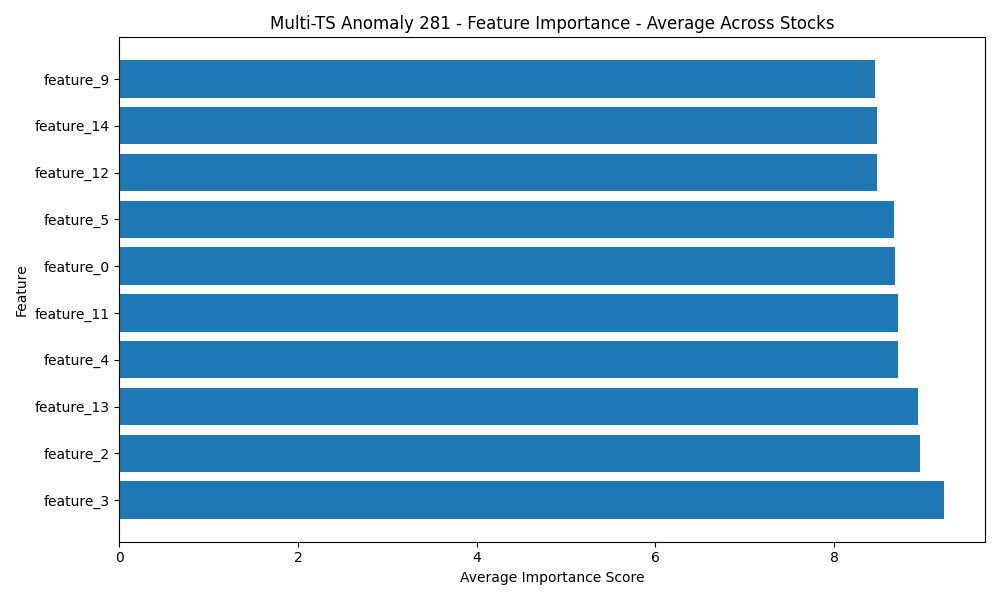 Multi-TS Anomaly 281 - Feature Importance - Average Across Stocks
Feature
feature_9
feature_14
feature_12
feature_5
feature_0
feature_11
feature_4
feature_13
feature_2
feature_3
0 2 4 6 8
Average Importance Score